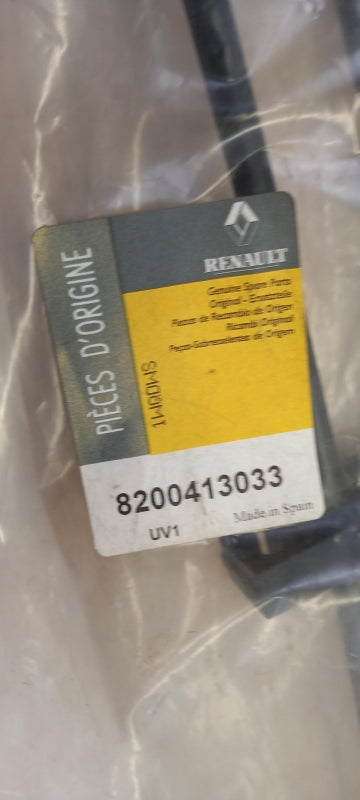 RENAULT
PIÈCES D'ORIGINE
Genuine Spare Parts
Original - Ersatzteile
Piezas de Recambio de Origen
Ricambi Originali
Peças-Sobresselentes de Origem
8200413033
UV1
Made in Spain